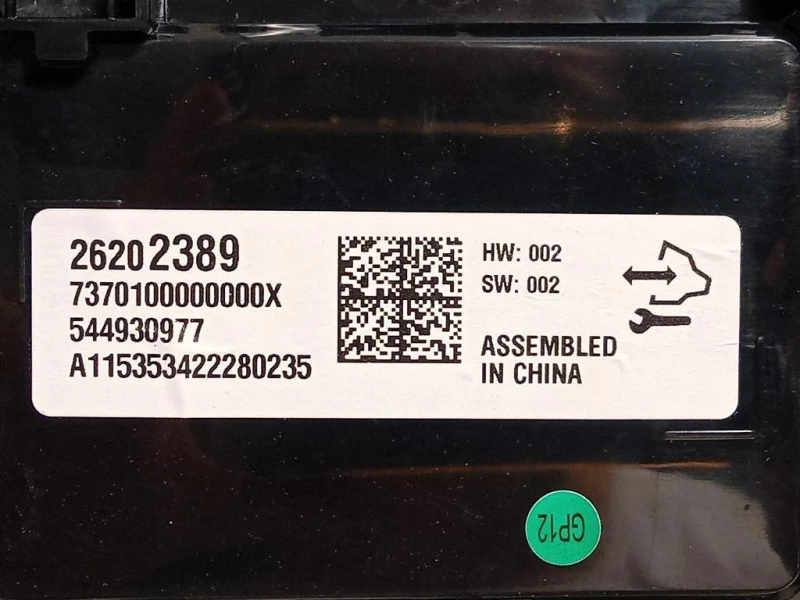 26202389
7370100000000X
544930977
A115353422280235
HW: 002
SW: 002
ASSEMBLED
IN CHINA
GP12